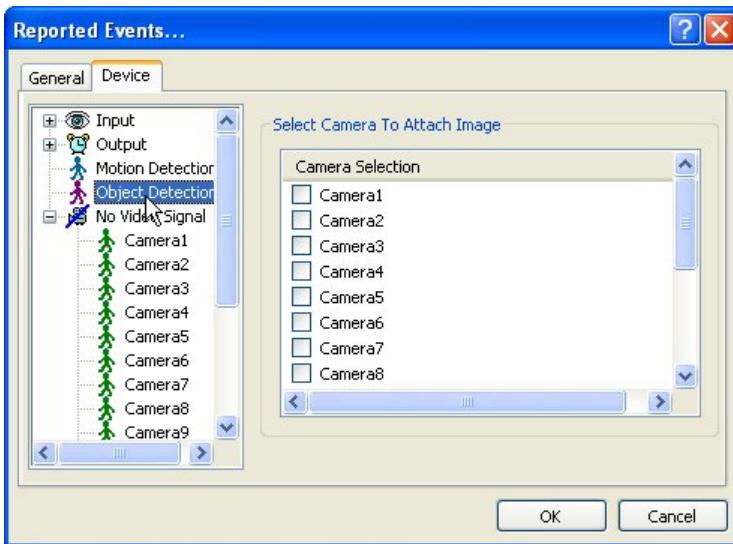 Reported Events...
General
Device
Input
Output
Motion Detection
Object Detection
No Video Signal
Camera1
Camera2
Camera3
Camera4
Camera5
Camera6
Camera7
Camera8
Camera9
Select Camera To Attach Image
Camera Selection
Camera1
Camera2
Camera3
Camera4
Camera5
Camera6
Camera7
Camera8
OK
Cancel